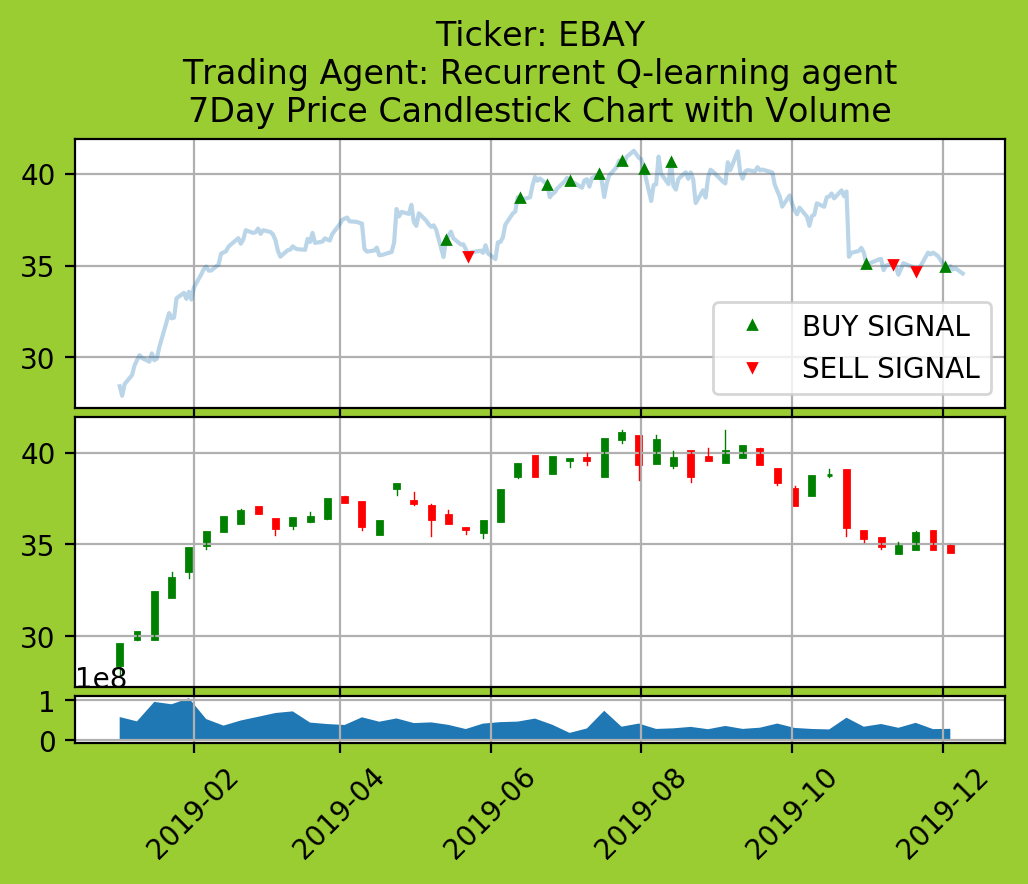 Ticker: EBAY
Trading Agent: Recurrent Q-learning agent
7Day Price Candlestick Chart with Volume
40
35
30
BUY SIGNAL
SELL SIGNAL
40
35
30
1e8
1
0
2019-02
2019-04
2019-06
2019-08
2019-10
2019-12